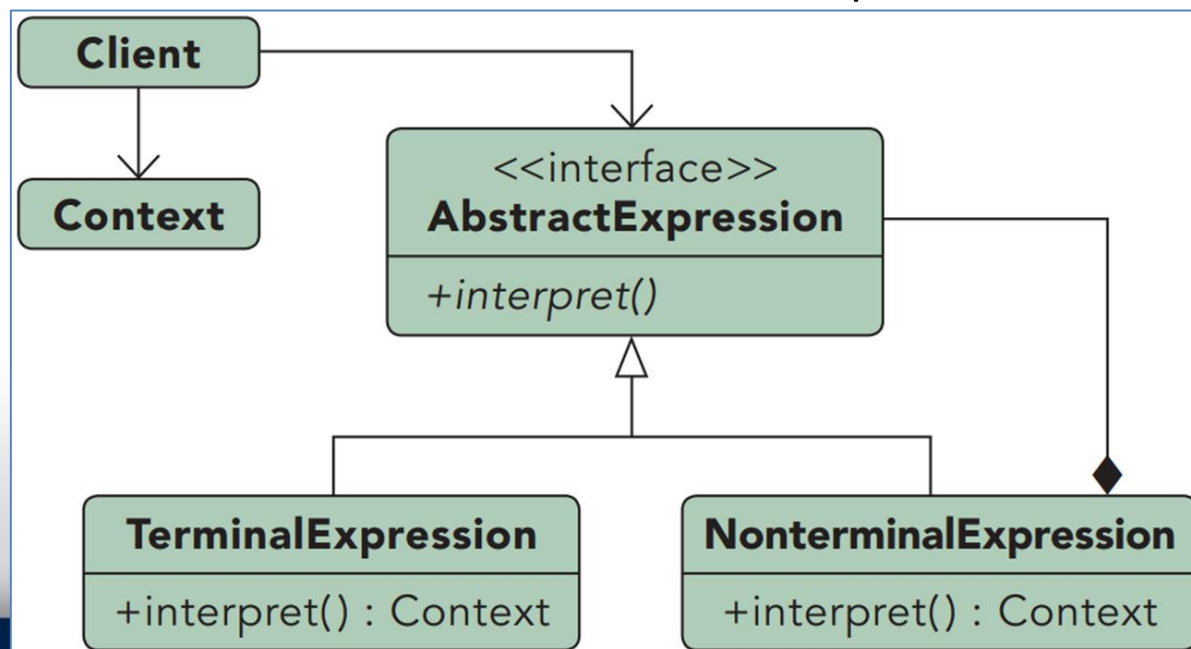 Client
Context
<<interface>>
AbstractExpression
+interpret()
TerminalExpression
+interpret() : Context
NonterminalExpression
+interpret() : Context